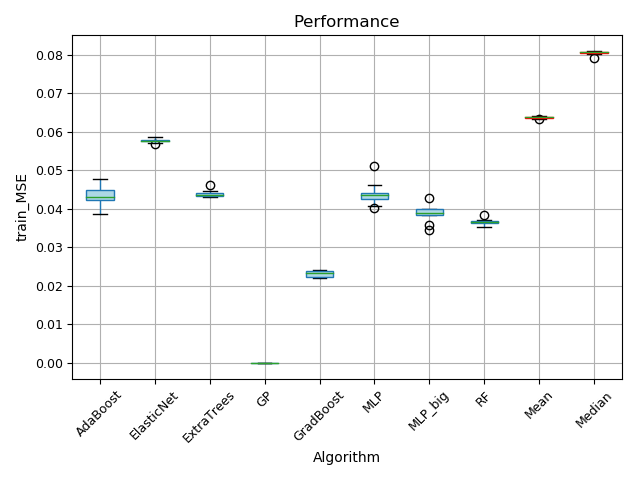 Performance
0.08
0.07
0.06
0.05
0.04
0.03
0.02
0.01
0.00
train_MSE
AdaBoost
ElasticNet
ExtraTrees
GP
GradBoost
MLP
MLP_big
RF
Mean
Median
Algorithm